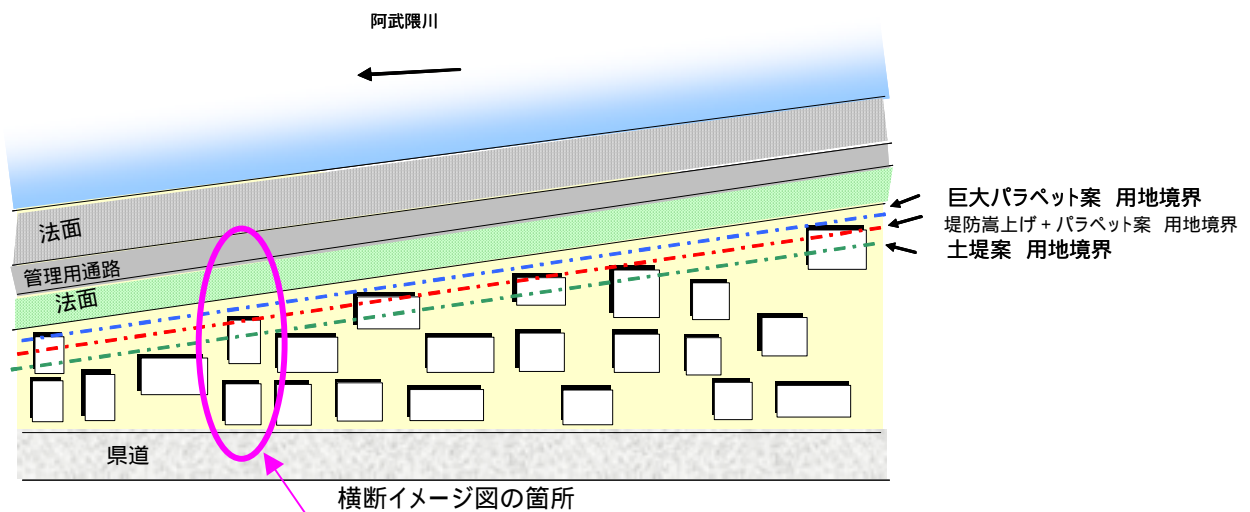 阿武隈川
法面
管理用通路
法面
巨大パラペット案 用地境界
堤防嵩上げ+パラペット案 用地境界
土堤案 用地境界
県道
横断イメージ図の箇所